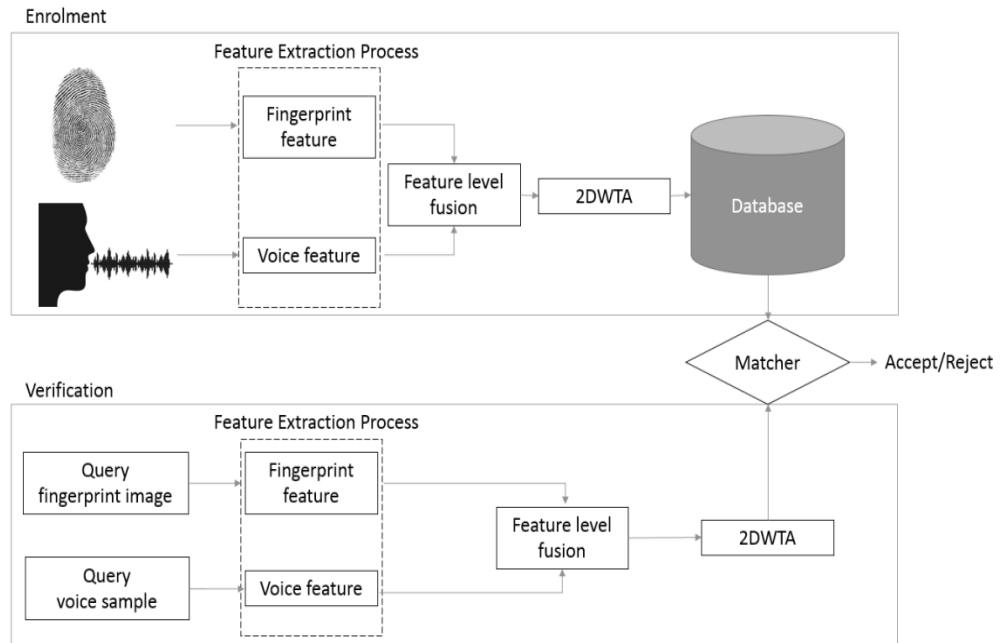 Enrolment
Feature Extraction Process
Fingerprint
feature
Feature level
fusion
2DWTA
Database
Voice feature
Matcher
Accept/Reject
Verification
Feature Extraction Process
Query
fingerprint image
Fingerprint
feature
Feature level
fusion
2DWTA
Query
voice sample
Voice feature